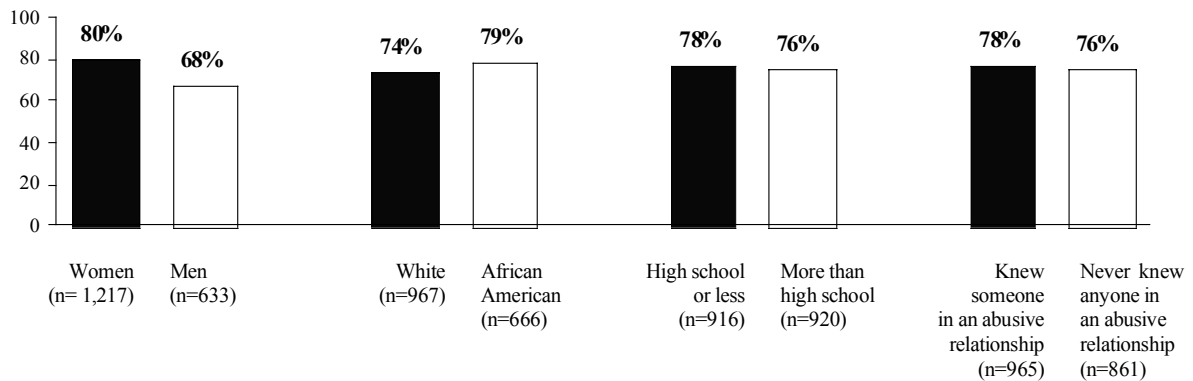 100
80
60
40
20
0
80%
68%
74%
79%
78%
76%
78%
76%
Women
(n= 1,217)
Men
(n=633)
White
(n=967)
African
American
(n=666)
High school
or less
(n=916)
More than
high school
(n=920)
Knew
someone
in an abusive
relationship
(n=965)
Never knew
anyone in
an abusive
relationship
(n=861)